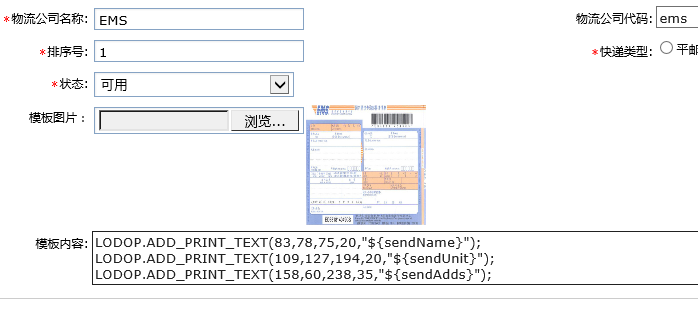 *物流公司名称: EMS 物流公司代码: ems
*排序号: 1 *快递类型: 平邮
*状态: 可用
模板图片: 浏览...
模板内容: LODOP.ADD_PRINT_TEXT(83,78,75,20,"${sendName}");
LODOP.ADD_PRINT_TEXT(109,127,194,20,"${sendUnit}");
LODOP.ADD_PRINT_TEXT(158,60,238,35,"${sendAdds}");